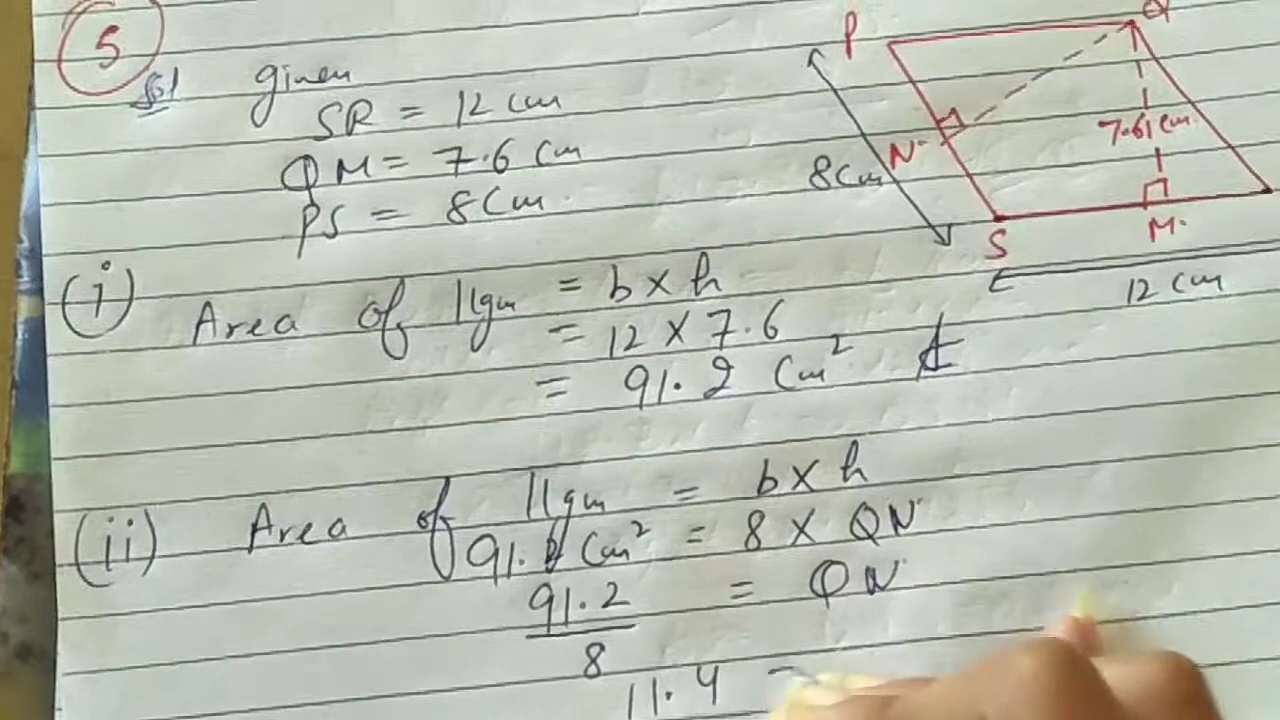 5
Sol given
SR = 12 cm
QM = 7.6 cm
PS = 8 cm.
P
Q
N
8 cm
7.6 cm
S
M
12 cm
(i) Area of llgm = b x h
= 12 x 7.6
= 91.2 cm²
(ii) Area of llgm = b x h
91.2 cm² = 8 x QN
91.2 = QN
8
11.4 =